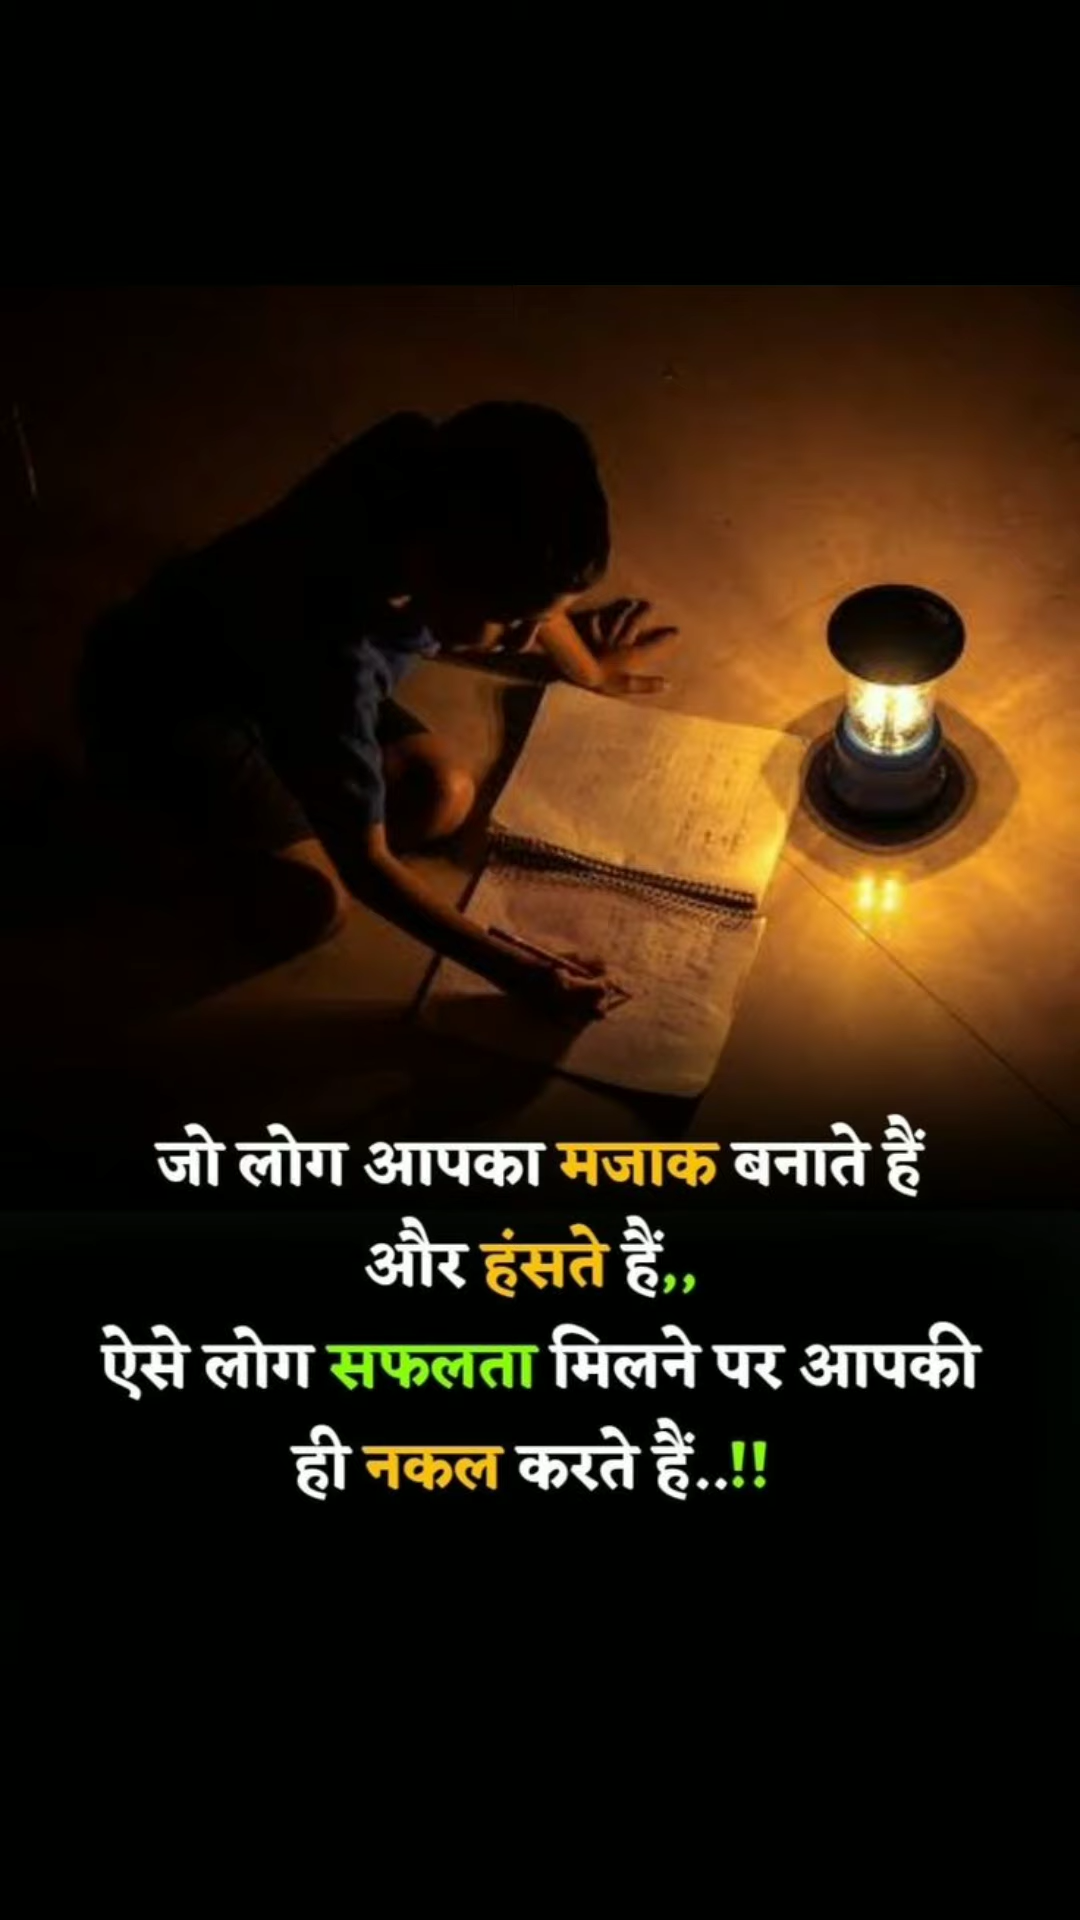 जो लोग आपका मजाक बनाते हैं
और हंसते हैं,,
ऐसे लोग सफलता मिलने पर आपकी
ही नकल करते हैं..!!